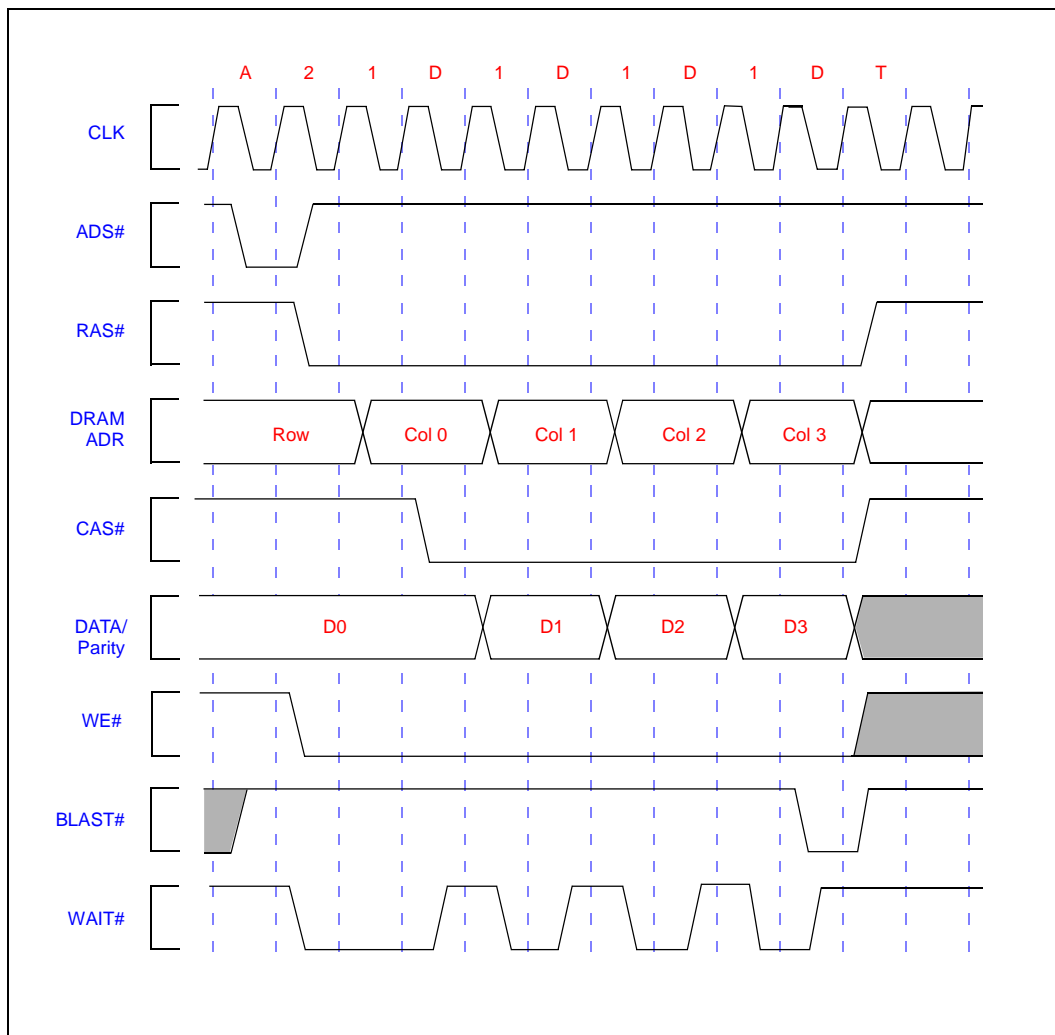 A 2 1 D 1 D 1 D 1 D T
CLK
ADS#
RAS#
DRAM
ADR
Row Col 0 Col 1 Col 2 Col 3
CAS#
DATA/
Parity
D0 D1 D2 D3
WE#
BLAST#
WAIT#